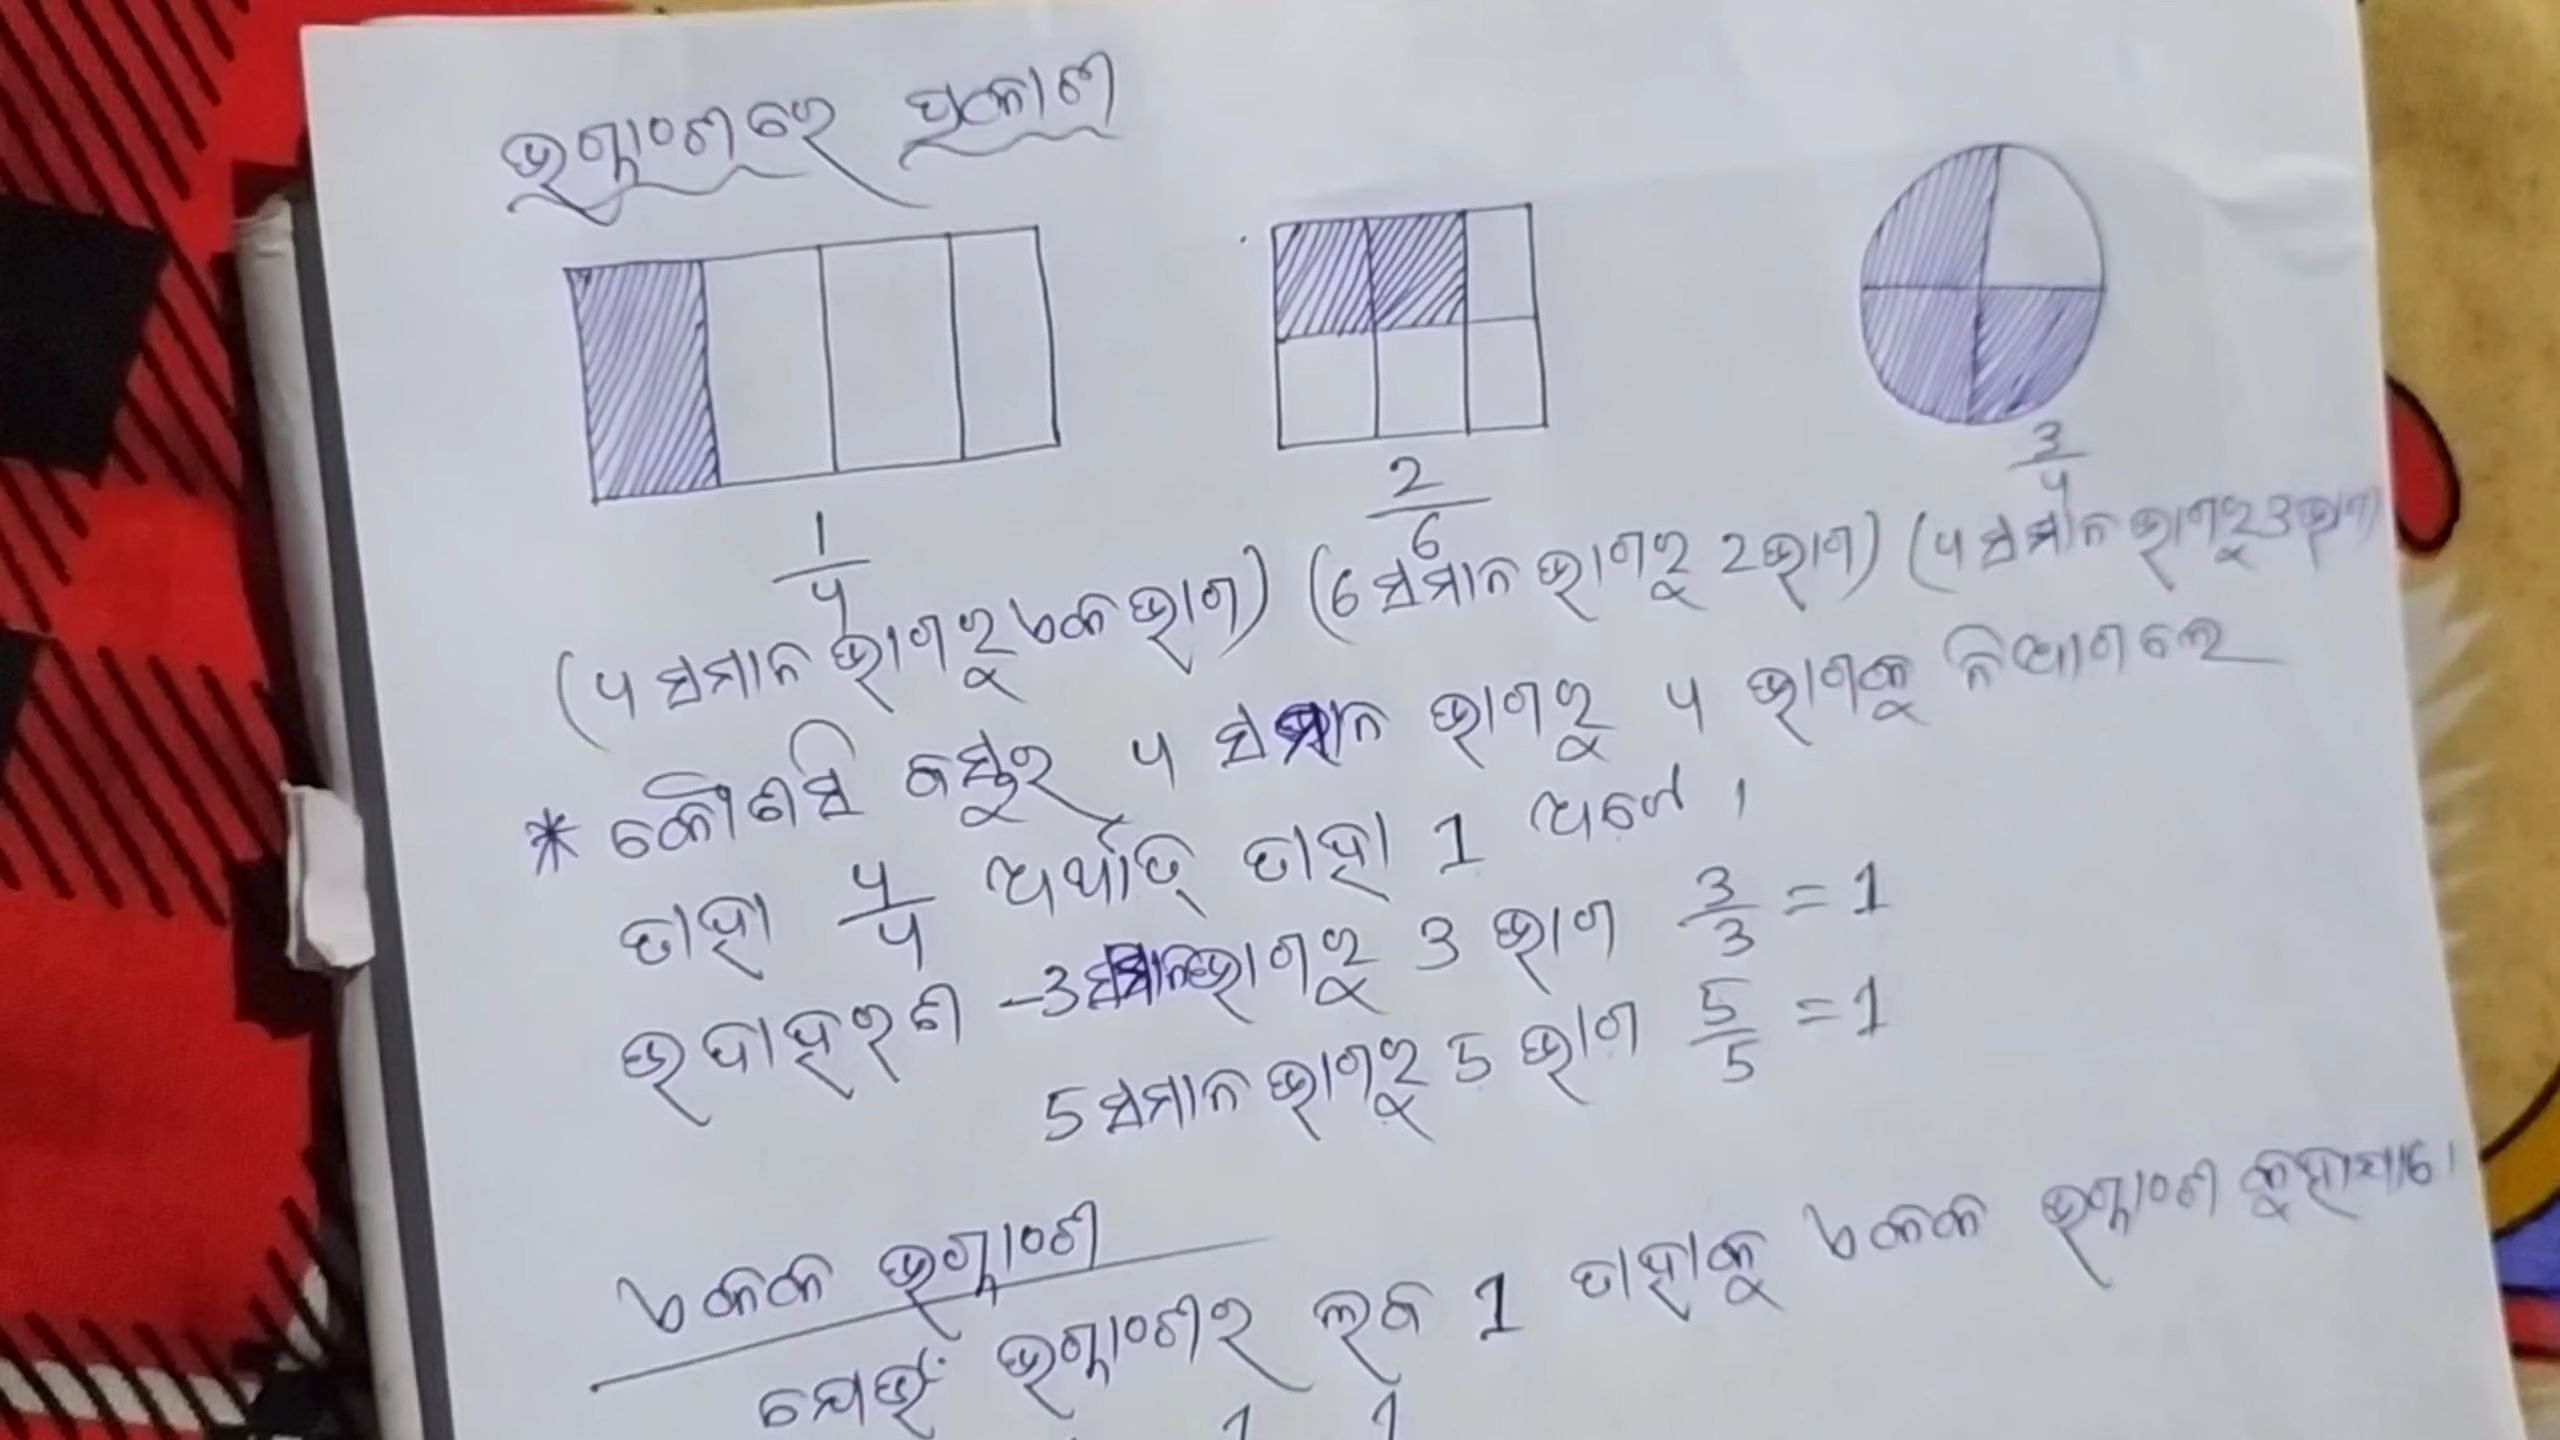 ଭଗ୍ନାଂଶରେ ପ୍ରକାଶ
1/4
2/6
3/4
(4 ସମାନ ଭାଗରୁ ଏକ ଭାଗ) (6 ସମାନ ଭାଗରୁ 2 ଭାଗ) (4 ସମାନ ଭାଗରୁ 3 ଭାଗ)
* କୌଣସି ବସ୍ତୁର 4 ସମାନ ଭାଗରୁ 4 ଭାଗକୁ ନିଆଗଲେ
ତାହା 4/4 ଅର୍ଥାତ୍ ତାହା 1 ଅଟେ ।
ଉଦାହରଣ - 3 ସମାନ ଭାଗରୁ 3 ଭାଗ 3/3 = 1
5 ସମାନ ଭାଗରୁ 5 ଭାଗ 5/5 = 1
ଏକକ ଭଗ୍ନାଂଶ
ଯେଉଁ ଭଗ୍ନାଂଶର ଲବ 1 ତାହାକୁ ଏକକ ଭଗ୍ନାଂଶ କୁହାଯାଏ।
1 1